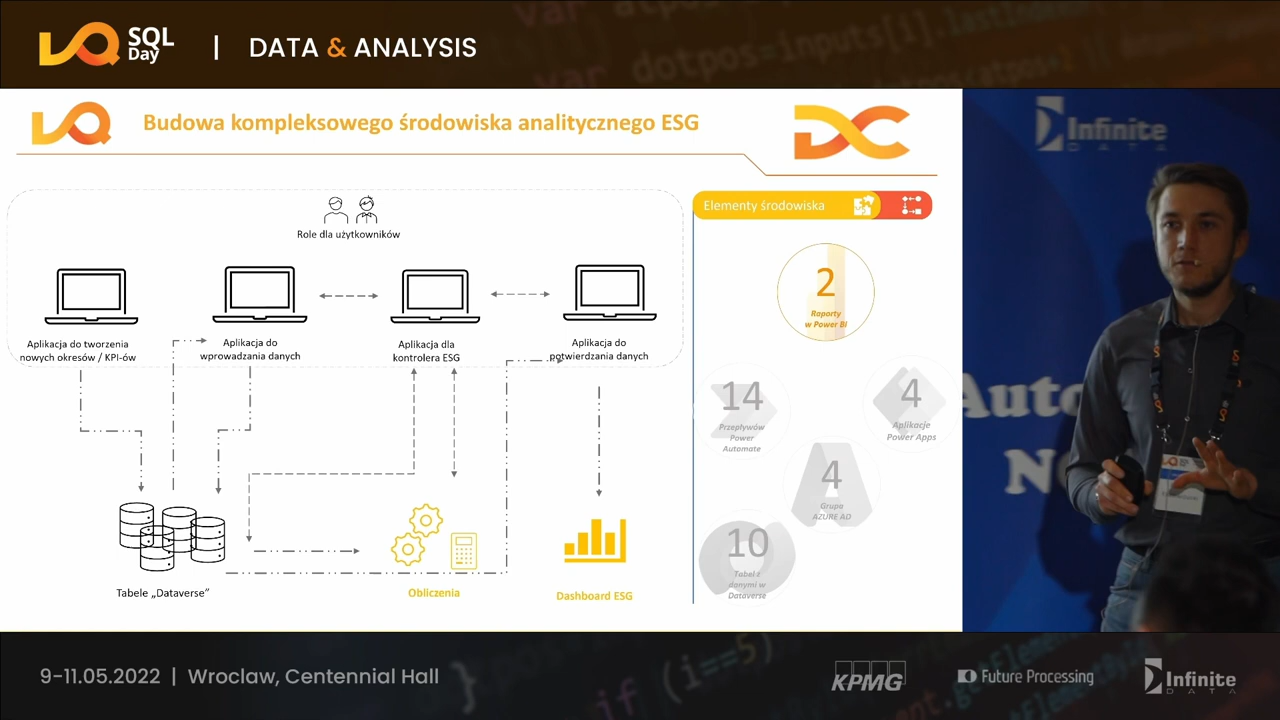 SQL
Day
| DATA & ANALYSIS
Budowa kompleksowego środowiska analitycznego ESG
Role dla użytkowników
Aplikacja do tworzenia
nowych okresów / KPI-ów
Aplikacja do
wprowadzania danych
Aplikacja dla
kontrolera ESG
Aplikacja do
potwierdzania danych
Tabele „Dataverse”
Obliczenia
Dashboard ESG
Elementy środowiska
2
Raporty
w Power BI
14
Przepływów
Power
Automate
4
Aplikacje
Power Apps
4
Grupa
AZURE AD
10
Tabel z
danymi w
Dataverse
Infinite
DATA
Auto
9-11.05.2022 | Wroclaw, Centennial Hall
KPMG
Future Processing
Infinite
DATA